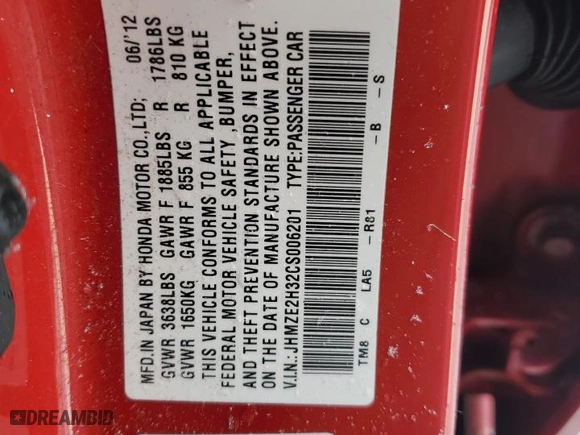 MFD.IN JAPAN BY HONDA MOTOR CO.,LTD; 06/'12
GVWR 3638LBS GAWR F 1885LBS R 1786LBS
GVWR 1650KG GAWR F 855 KG R 810 KG
THIS VEHICLE CONFORMS TO ALL APPLICABLE
FEDERAL MOTOR VEHICLE SAFETY ,BUMPER,
AND THEFT PREVENTION STANDARDS IN EFFECT
ON THE DATE OF MANUFACTURE SHOWN ABOVE.
V.I.N.:JHMZE2H32CS006201 TYPE:PASSENGER CAR
TM8 C LA5 -R81 -B -S
DREAMBID